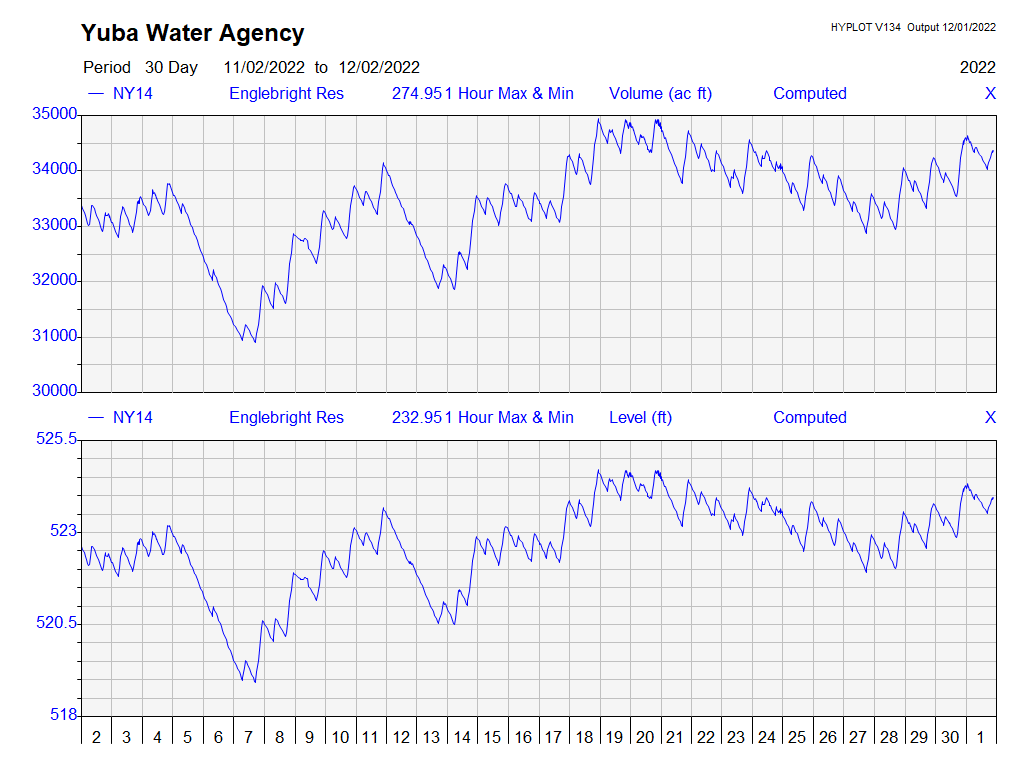 Yuba Water Agency
HYPLOT V134 Output 12/01/2022
Period 30 Day 11/02/2022 to 12/02/2022 2022
NY14 Englebright Res 274.951 Hour Max & Min Volume (ac ft) Computed X
35000
34000
33000
32000
31000
30000
NY14 Englebright Res 232.951 Hour Max & Min Level (ft) Computed X
525.5
523
520.5
518
2 3 4 5 6 7 8 9 10 11 12 13 14 15 16 17 18 19 20 21 22 23 24 25 26 27 28 29 30 1